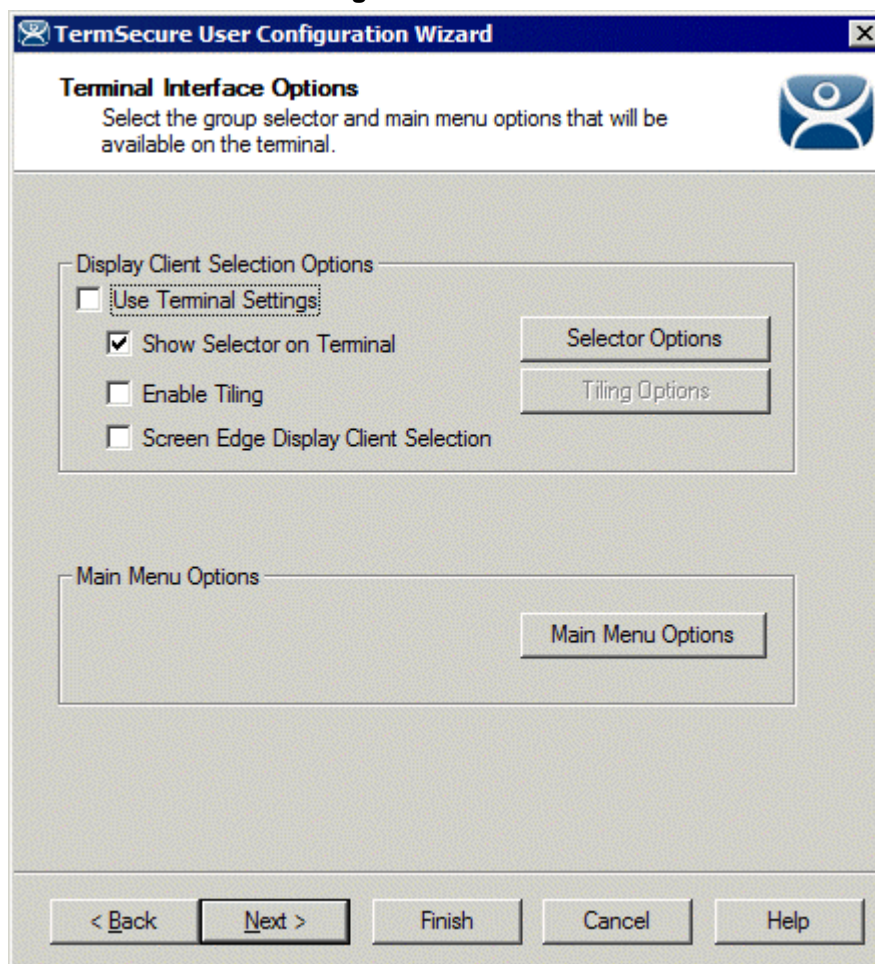 TermSecure User Configuration Wizard
Terminal Interface Options
Select the group selector and main menu options that will be
available on the terminal.
Display Client Selection Options
Use Terminal Settings
Show Selector on Terminal
Selector Options
Enable Tiling
Tiling Options
Screen Edge Display Client Selection
Main Menu Options
Main Menu Options
< Back
Next >
Finish
Cancel
Help